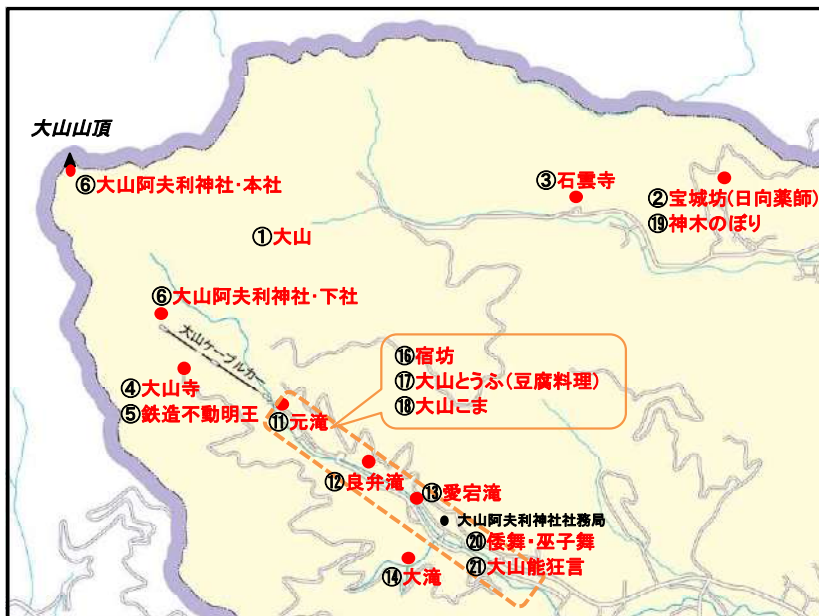 大山山頂
⑥大山阿夫利神社・本社
③石雲寺
②宝城坊(日向薬師)
⑲神木のぼり
①大山
⑥大山阿夫利神社・下社
大山ケーブルカー
④大山寺
⑤鉄造不動明王
⑯宿坊
⑰大山とうふ(豆腐料理)
⑱大山こま
⑪元滝
⑫良弁滝
⑬愛宕滝
大山阿夫利神社社務局
⑳倭舞・巫子舞
㉑大山能狂言
⑭大滝